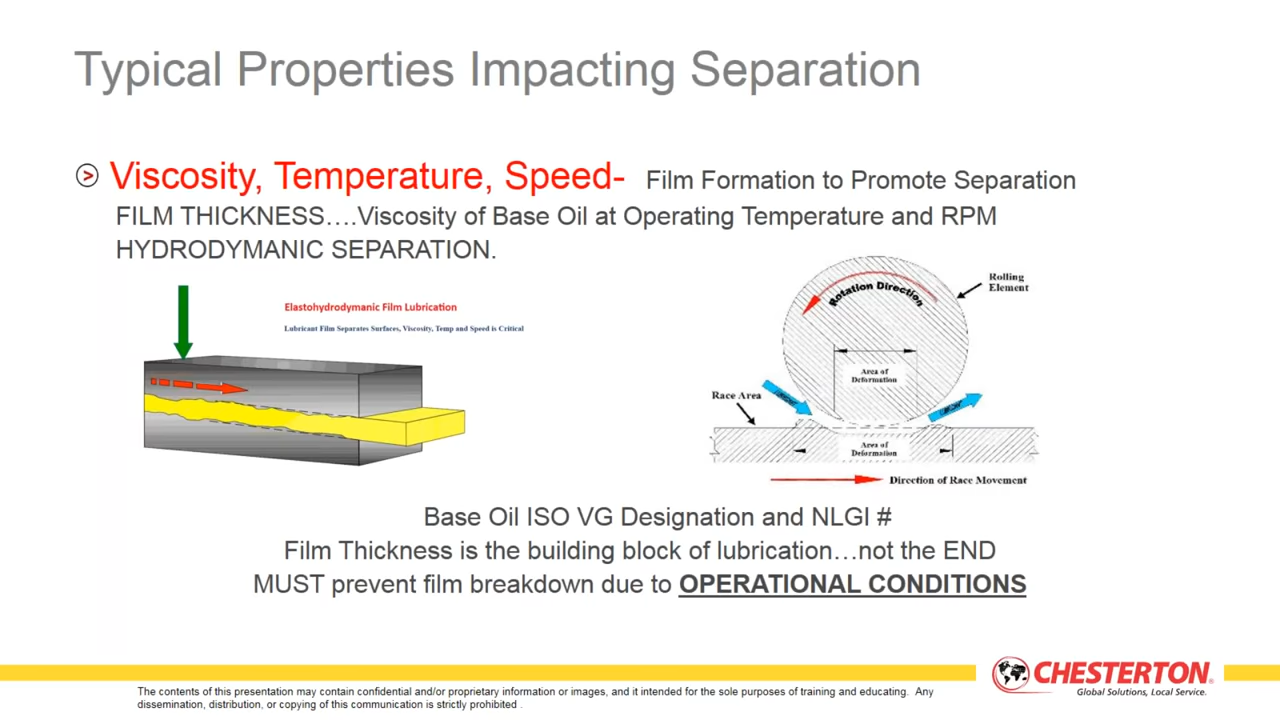 Typical Properties Impacting Separation
Viscosity, Temperature, Speed- Film Formation to Promote Separation
FILM THICKNESS….Viscosity of Base Oil at Operating Temperature and RPM
HYDRODYMANIC SEPARATION.
Elastohydrodymanic Film Lubrication
Lubricant Film Separates Surfaces, Viscosity, Temp and Speed is Critical
Rotation Direction
Rolling
Element
Area of
Deformation
Race Area
Area of
Deformation
Direction of Race Movement
Base Oil ISO VG Designation and NLGI #
Film Thickness is the building block of lubrication…not the END
MUST prevent film breakdown due to OPERATIONAL CONDITIONS
CHESTERTON®
Global Solutions, Local Service.
The contents of this presentation may contain confidential and/or proprietary information or images, and it intended for the sole purposes of training and educating. Any
dissemination, distribution, or copying of this communication is strictly prohibited .